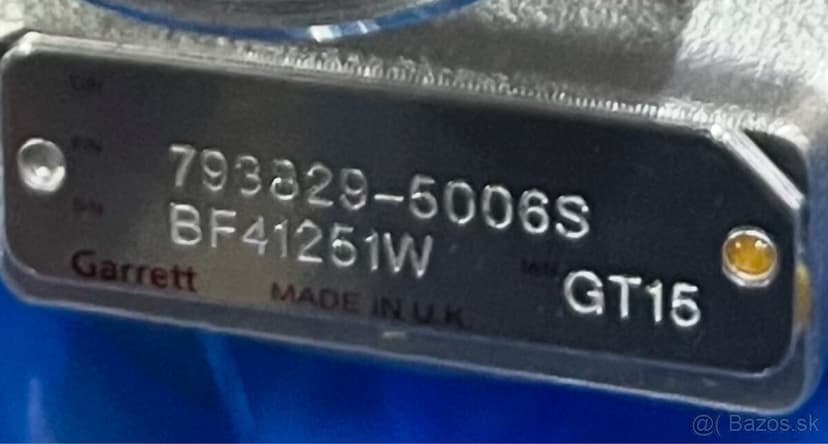 P/N
S/N
793829-5006S
BF41251W
GT15
Garrett
MADE IN U.K.
@( Bazos.sk